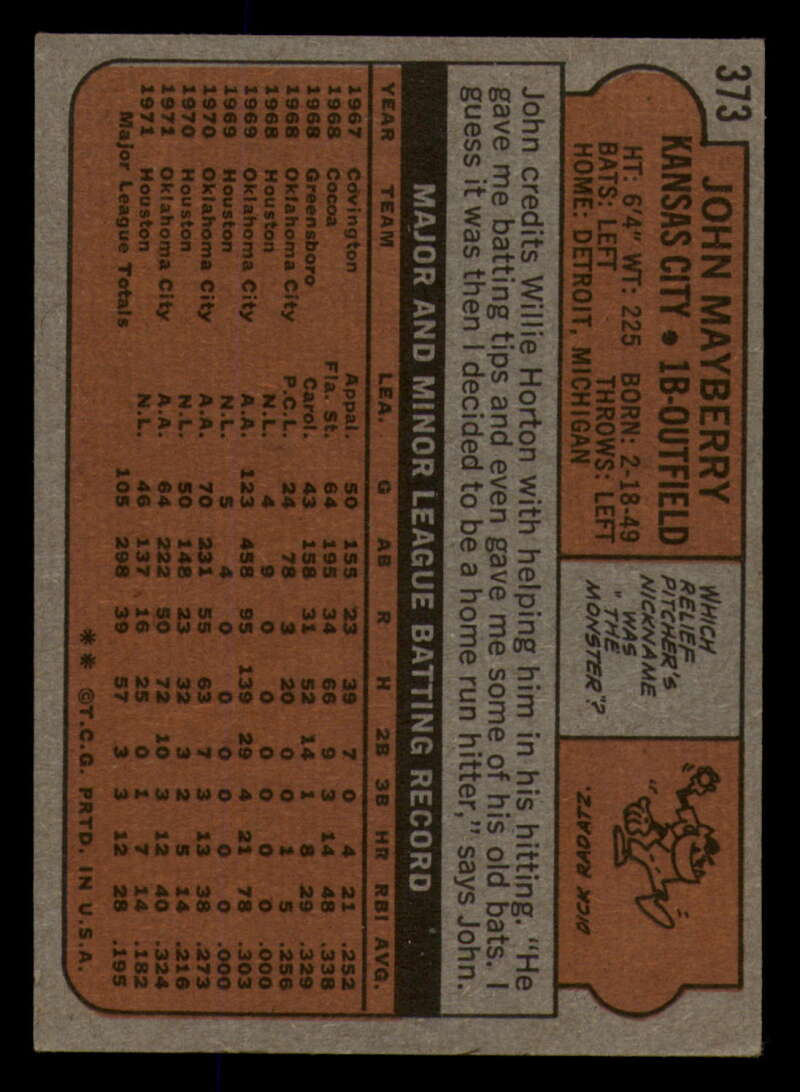 373
JOHN MAYBERRY
KANSAS CITY • 1B-OUTFIELD
HT: 6'4" WT: 225 BORN: 2-18-49
BATS: LEFT THROWS: LEFT
HOME: DETROIT, MICHIGAN
WHICH
RELIEF
PITCHER'S
NICKNAME
WAS
"THE
MONSTER"?
DICK RADATZ.
John credits Willie Horton with helping him in his hitting. "He
gave me batting tips and even gave me some of his old bats. I
guess it was then I decided to be a home run hitter," says John.
MAJOR AND MINOR LEAGUE BATTING RECORD
YEAR TEAM LEA. G AB R H 2B 3B HR RBI AVG.
1967 Covington Appal. 50 155 23 39 7 0 4 21 .252
1968 Cocoa Fla. St. 64 195 34 66 9 3 14 48 .338
1968 Greensboro Carol. 43 158 31 52 14 1 8 29 .329
1968 Oklahoma City P.C.L. 24 78 3 20 0 0 1 5 .256
1968 Houston N.L. 4 9 0 0 0 0 0 0 .000
1969 Oklahoma City A.A. 123 458 95 139 29 4 21 78 .303
1969 Houston N.L. 5 4 0 0 0 0 0 0 .000
1970 Oklahoma City A.A. 70 231 55 63 7 3 13 38 .273
1970 Houston N.L. 50 148 23 32 3 2 5 14 .216
1971 Oklahoma City A.A. 64 222 50 72 10 3 12 40 .324
1971 Houston N.L. 46 137 16 25 0 1 7 14 .182
Major League Totals 105 298 39 57 3 3 12 28 .195
** ©T.C.G. PRTD. IN U.S.A.